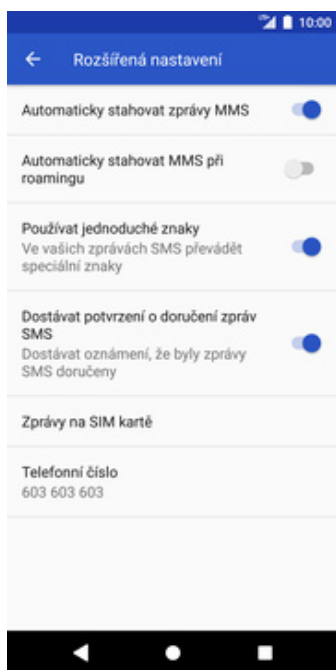 10:00
Rozšířená nastavení
Automaticky stahovat zprávy MMS
Automaticky stahovat MMS při
roamingu
Používat jednoduché znaky
Ve vašich zprávách SMS převádět
speciální znaky
Dostávat potvrzení o doručení zpráv
SMS
Dostávat oznámení, že byly zprávy
SMS doručeny
Zprávy na SIM kartě
Telefonní číslo
603 603 603